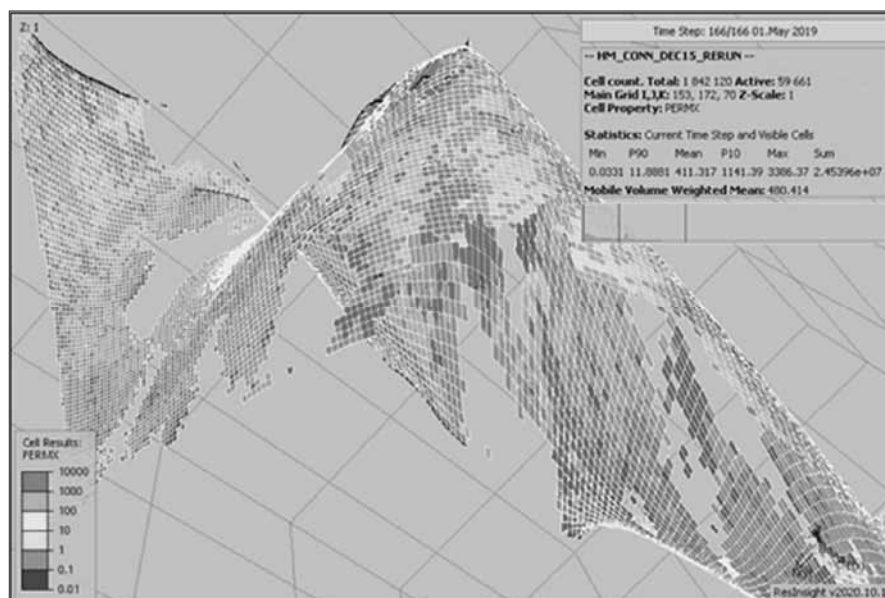 Z: 1
Time Step: 166/166 01.May 2019
-- HM_CONN_DEC15_RERUN --
Cell count. Total: 1 842 120 Active: 59 661
Main Grid I,J,K: 153, 172, 70 Z-Scale: 1
Cell Property: PERMX
Statistics: Current Time Step and Visible Cells
Min P90 Mean P10 Max Sum
0.0331 11.8881 411.317 1141.39 3386.37 2.45396e+07
Mobile Volume Weighted Mean: 480.414
Cell Results:
PERMX
10000
1000
100
10
1
0.1
0.01
ResInsight v2020.10.1